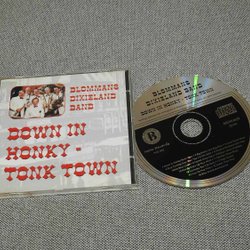 BLOMMANS
DIXIELAND
BAND
DOWN IN
HONKY -
TONK TOWN
BLOMMANS
DIXIELAND BAND
DOWN IN HONKY - TONK TOWN
B